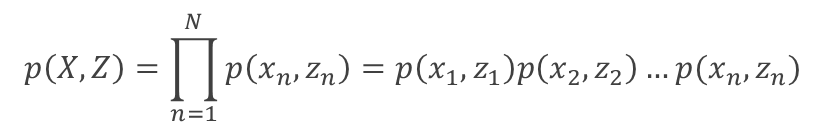 p(X, Z) = ∏_{n=1}^{N} p(x_n, z_n) = p(x_1, z_1)p(x_2, z_2) … p(x_n, z_n)